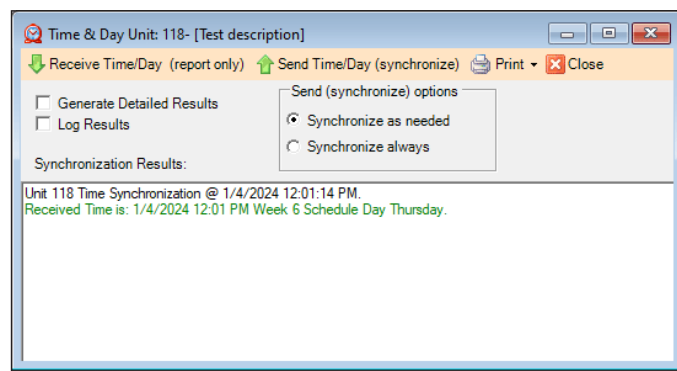 Time & Day Unit: 118- [Test description]
Receive Time/Day (report only) Send Time/Day (synchronize) Print Close
Send (synchronize) options
Generate Detailed Results
Synchronize as needed
Log Results
Synchronize always
Synchronization Results:
Unit 118 Time Synchronization @ 1/4/2024 12:01:14 PM.
Received Time is: 1/4/2024 12:01 PM Week 6 Schedule Day Thursday.